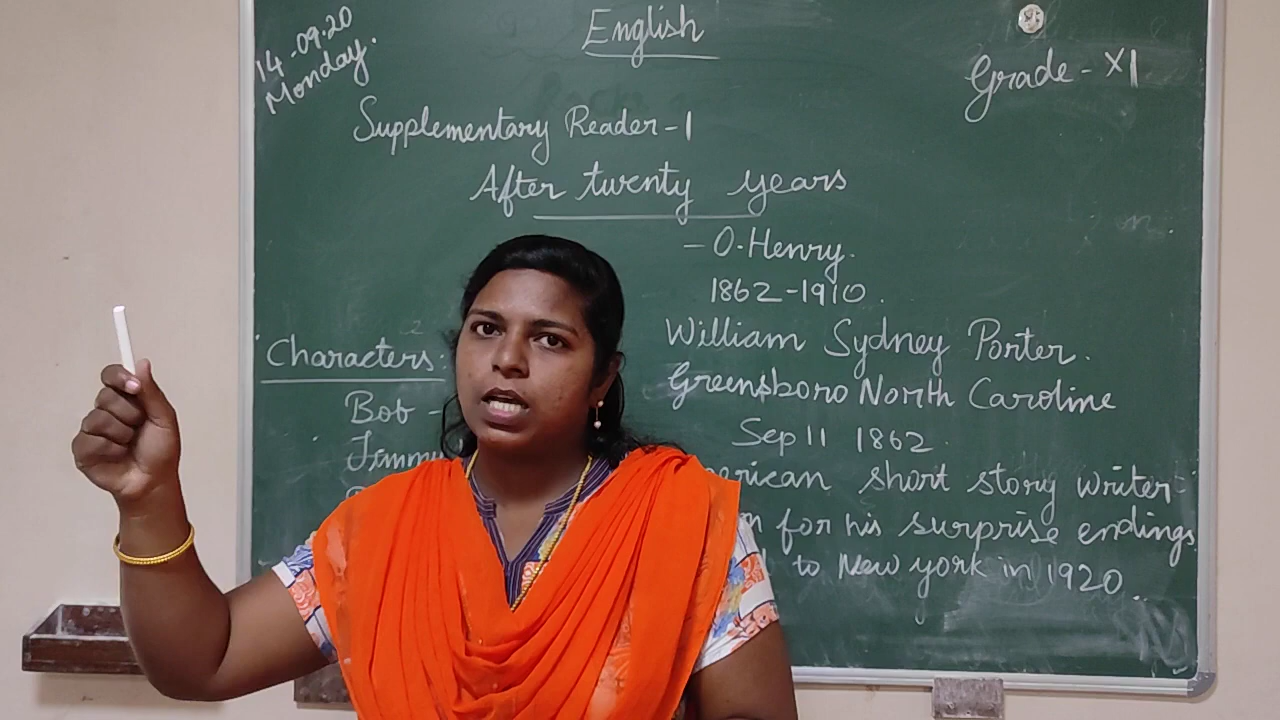 14-09-20
Monday.
English
Grade - XI
Supplementary Reader - 1
After twenty years
- O. Henry.
1862 - 1910.
Characters:
Bob -
Jimmy
William Sydney Porter.
Greensboro North Caroline
Sep 11 1862.
short story writer
for his surprise endings
to New york in 1920..